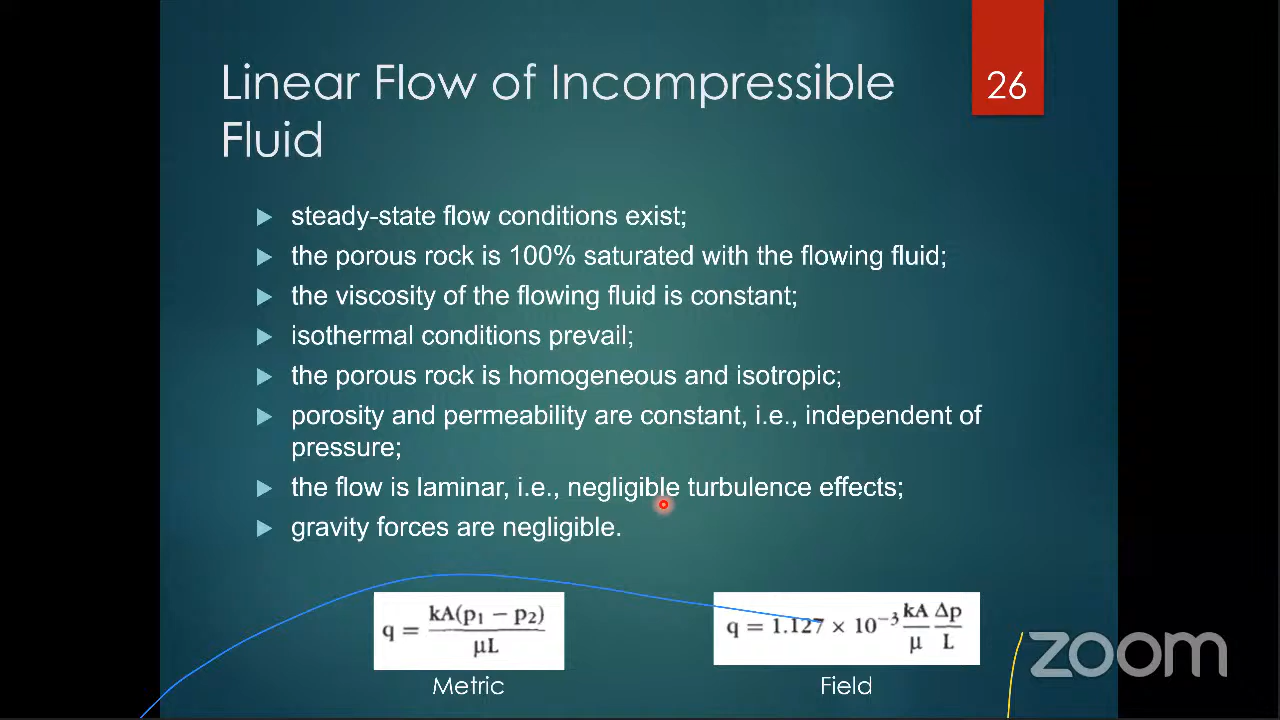 Linear Flow of Incompressible
Fluid
26
steady-state flow conditions exist;
the porous rock is 100% saturated with the flowing fluid;
the viscosity of the flowing fluid is constant;
isothermal conditions prevail;
the porous rock is homogeneous and isotropic;
porosity and permeability are constant, i.e., independent of
pressure;
the flow is laminar, i.e., negligible turbulence effects;
gravity forces are negligible.
q = kA(p₁ − p₂) / μL
q = 1.127 × 10⁻³ kA/μ Δp/L
Metric
Field
zoom